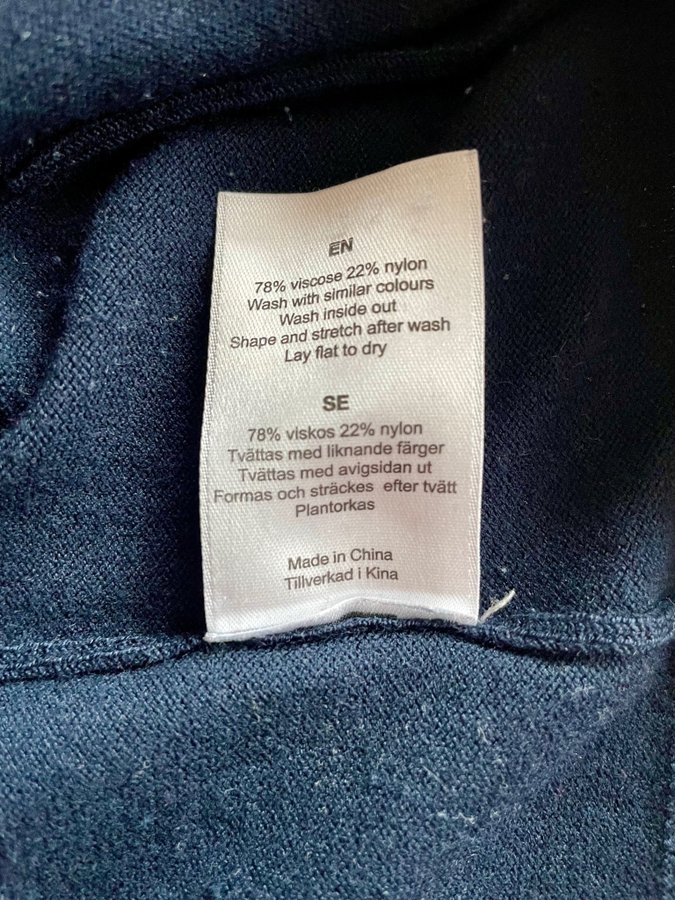 EN
78% viscose 22% nylon
Wash with similar colours
Wash inside out
Shape and stretch after wash
Lay flat to dry
SE
78% viskos 22% nylon
Tvättas med liknande färger
Tvättas med avigsidan ut
Formas och sträckes efter tvätt
Plantorkas
Made in China
Tillverkad i Kina